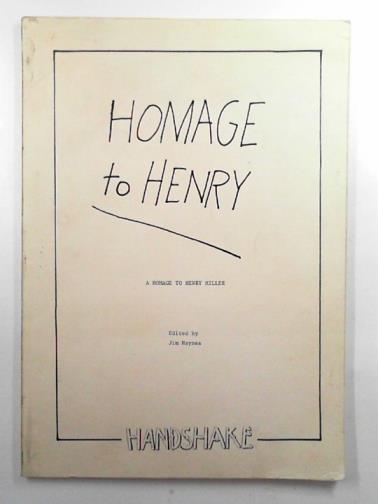 HOMAGE
to HENRY
A HOMAGE TO HENRY MILLER
Edited by
Jim Haynes
HANDSHAKE